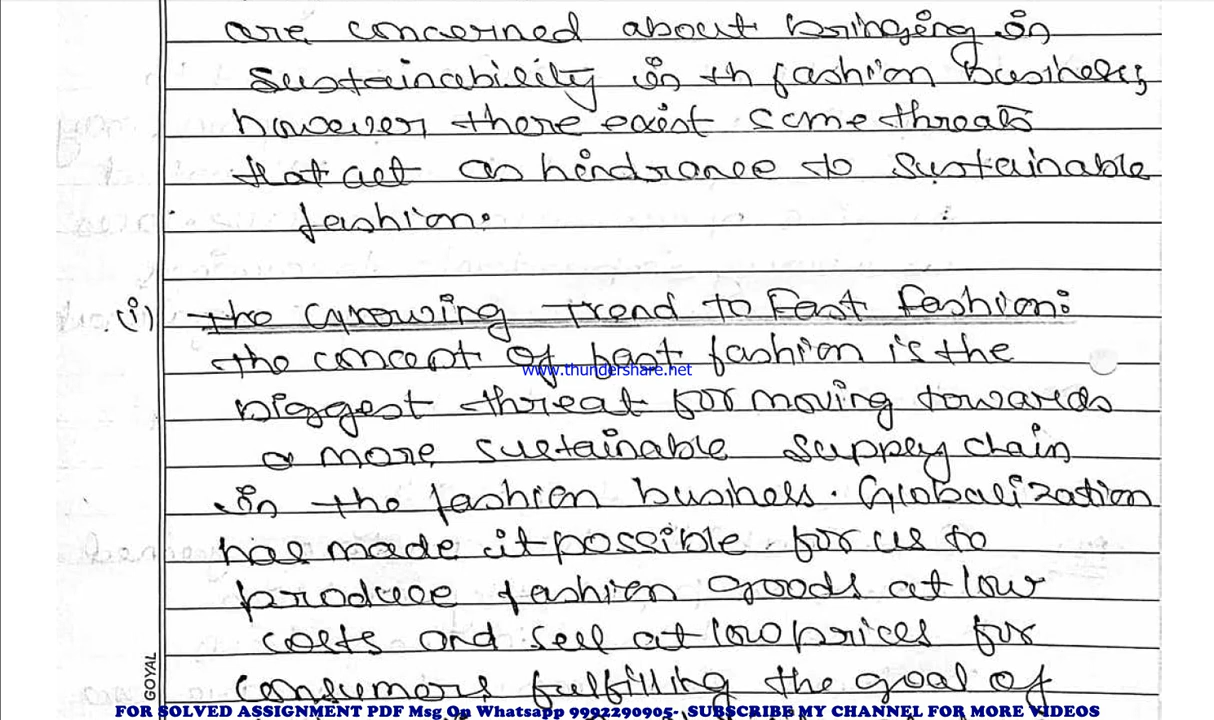 are concerned about bringing in
sustainability in th fashion business,
however there exist some threats
that act as hindrance to sustainable
fashion.
(i) The Growing Trend to Fast Fashion:
the concept of fast fashion is the
www.thundershare.net
biggest threat for moving towards
a more sustainable supply chain
in the fashion business. Globalization
has made it possible for us to
produce fashion goods at low
costs and sell at low prices for
consumers fulfilling the goal of
GOYAL
FOR SOLVED ASSIGNMENT PDF Msg On Whatsapp 9992290905- SUBSCRIBE MY CHANNEL FOR MORE VIDEOS